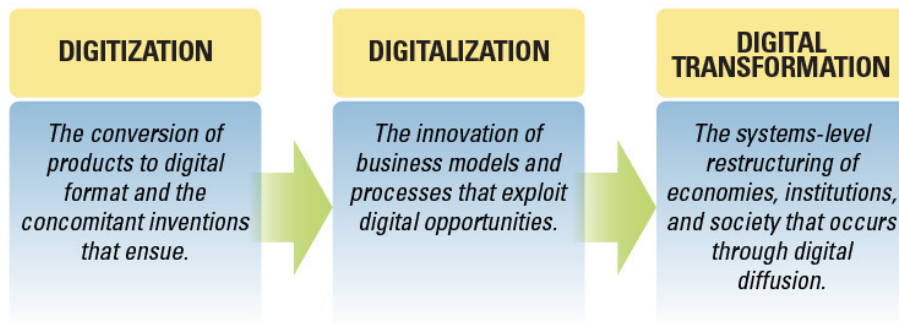 DIGITIZATION
The conversion of
products to digital
format and the
concomitant inventions
that ensue.
DIGITALIZATION
The innovation of
business models and
processes that exploit
digital opportunities.
DIGITAL
TRANSFORMATION
The systems-level
restructuring of
economies, institutions,
and society that occurs
through digital
diffusion.